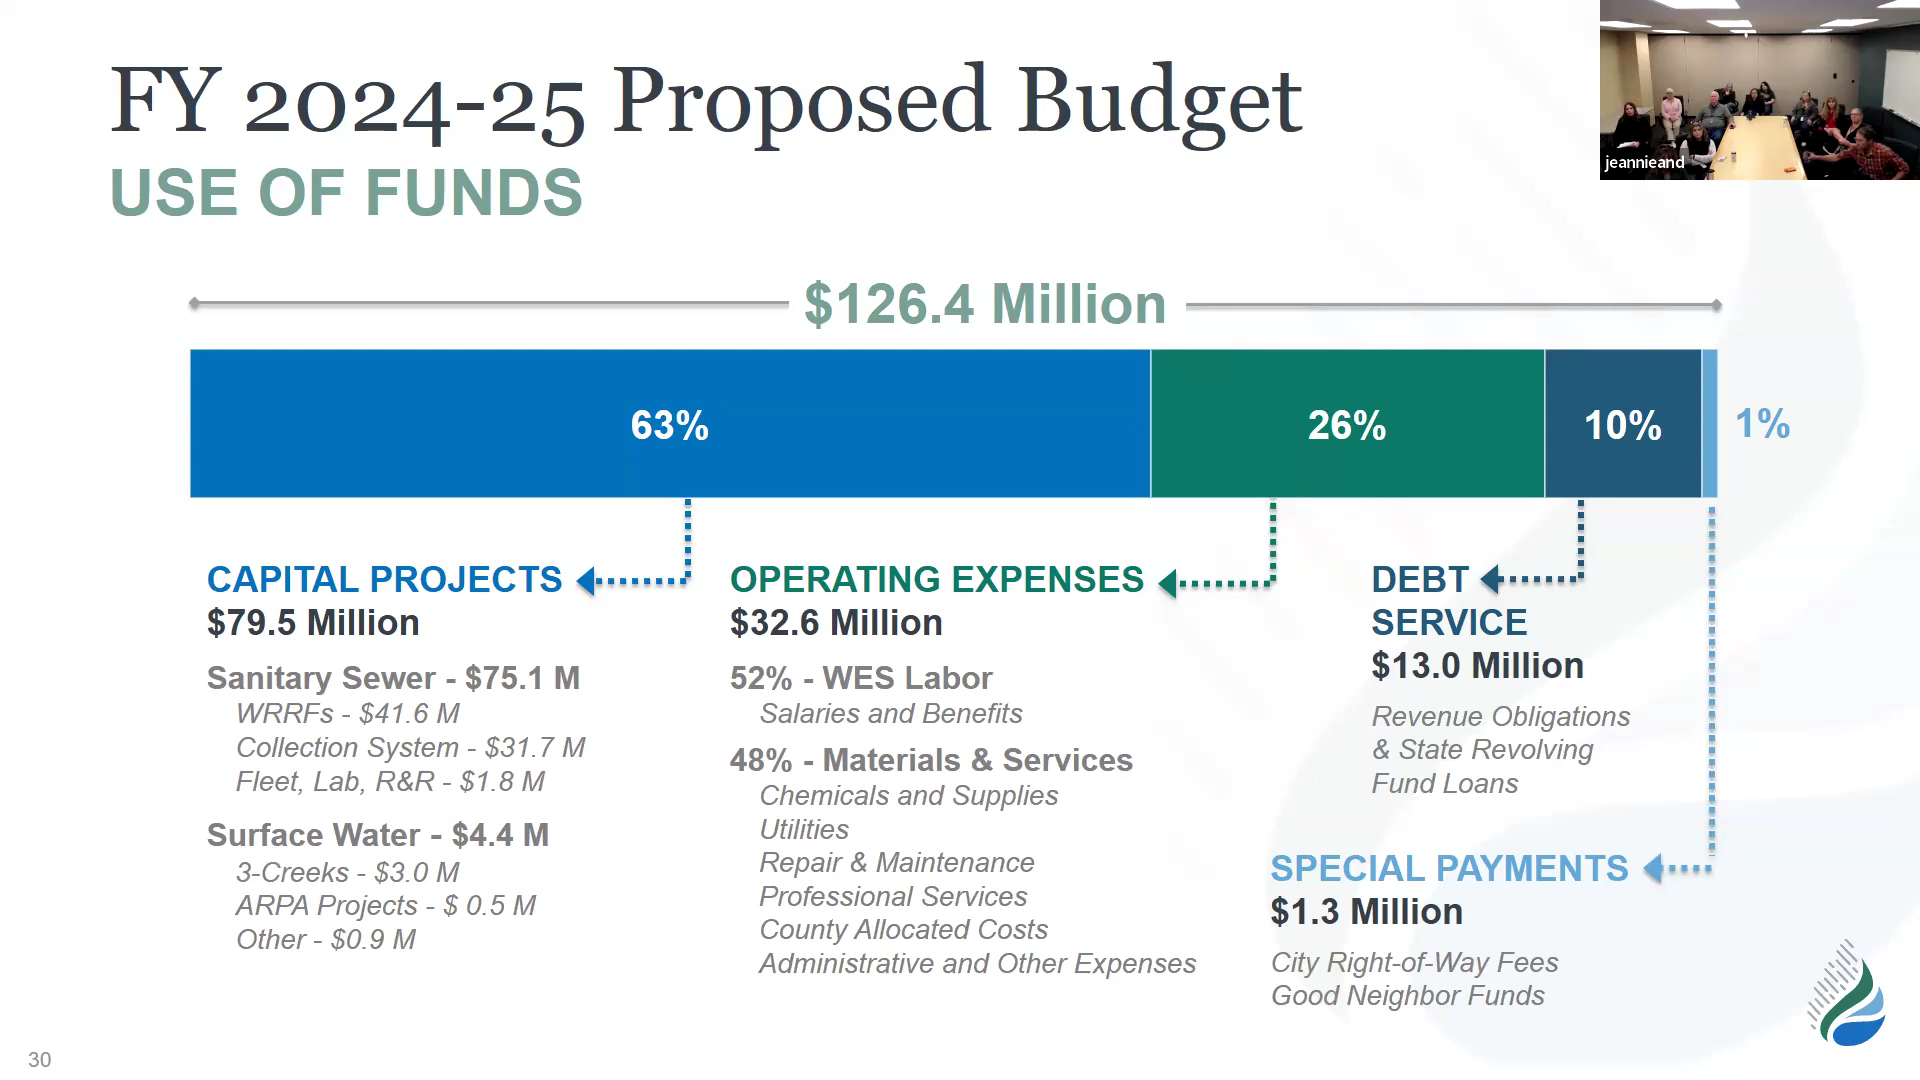 FY 2024-25 Proposed Budget
USE OF FUNDS
jeannieand
$126.4 Million
63%
26%
10%
1%
CAPITAL PROJECTS
$79.5 Million
Sanitary Sewer - $75.1 M
WRRFs - $41.6 M
Collection System - $31.7 M
Fleet, Lab, R&R - $1.8 M
Surface Water - $4.4 M
3-Creeks - $3.0 M
ARPA Projects - $ 0.5 M
Other - $0.9 M
OPERATING EXPENSES
$32.6 Million
52% - WES Labor
Salaries and Benefits
48% - Materials & Services
Chemicals and Supplies
Utilities
Repair & Maintenance
Professional Services
County Allocated Costs
Administrative and Other Expenses
DEBT
SERVICE
$13.0 Million
Revenue Obligations
& State Revolving
Fund Loans
SPECIAL PAYMENTS
$1.3 Million
City Right-of-Way Fees
Good Neighbor Funds
30